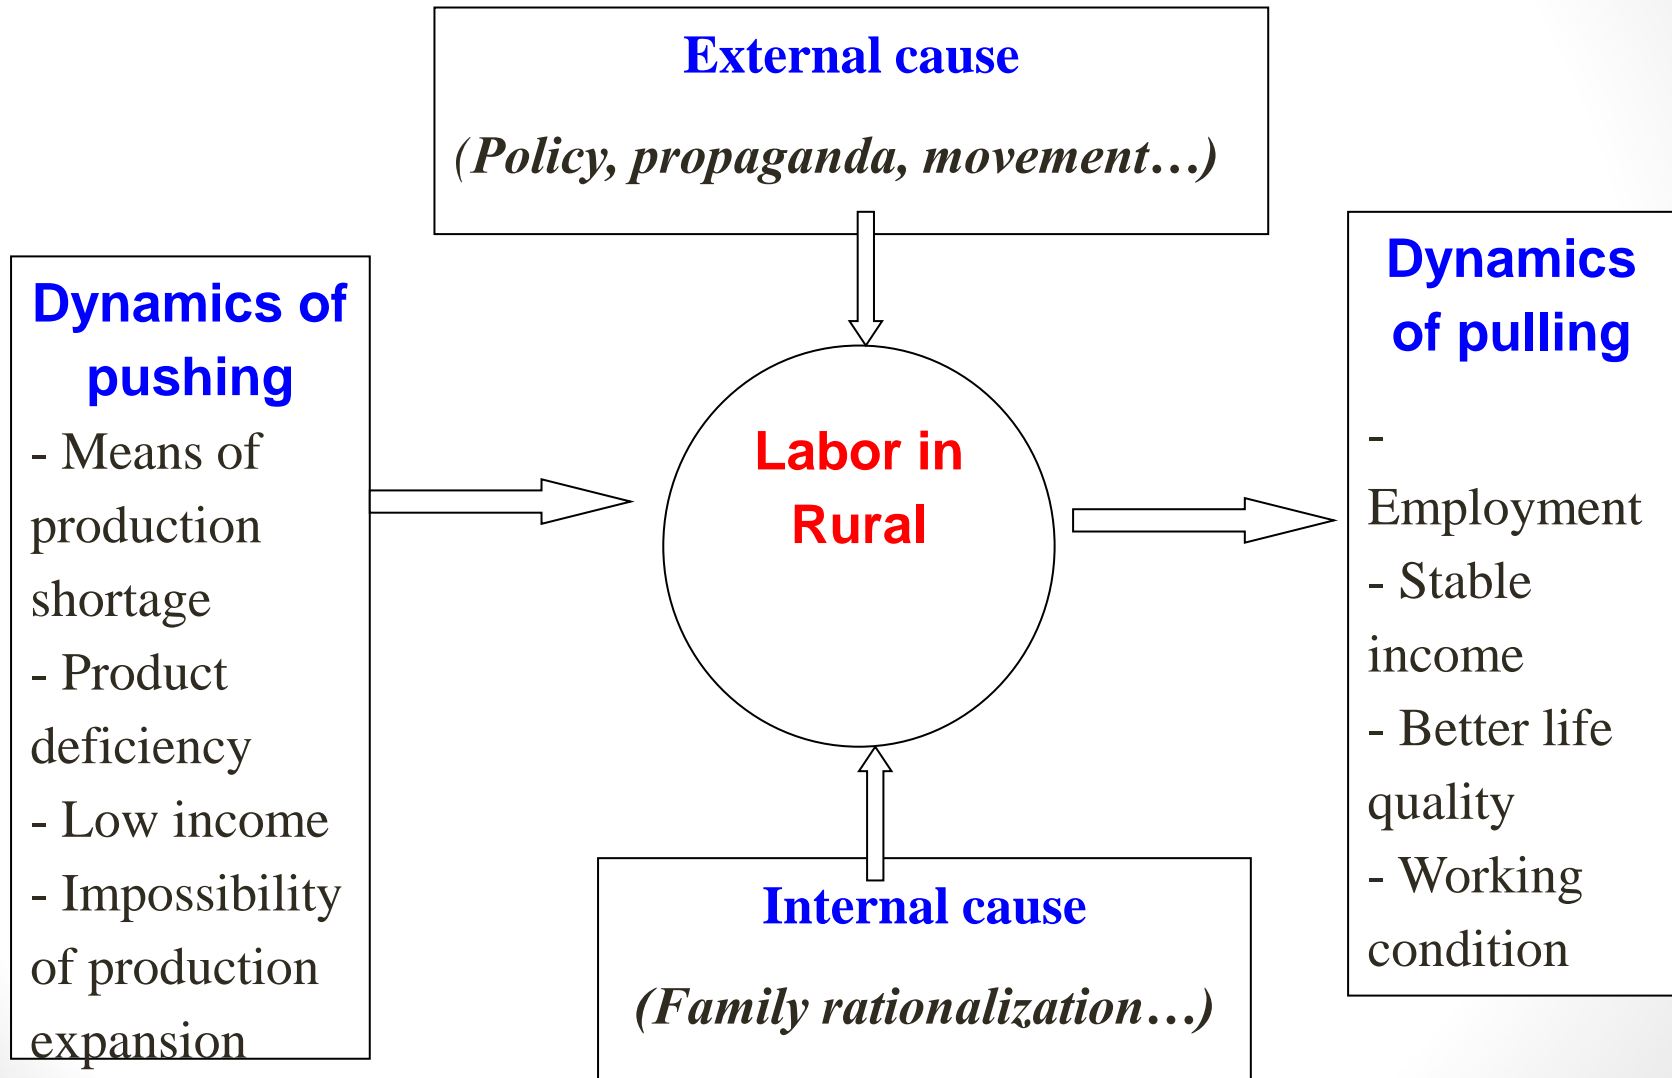 External cause
(Policy, propaganda, movement…)
Dynamics of
pushing
- Means of
production
shortage
- Product
deficiency
- Low income
- Impossibility
of production
expansion
Labor in
Rural
Dynamics
of pulling
-
Employment
- Stable
income
- Better life
quality
- Working
condition
Internal cause
(Family rationalization…)